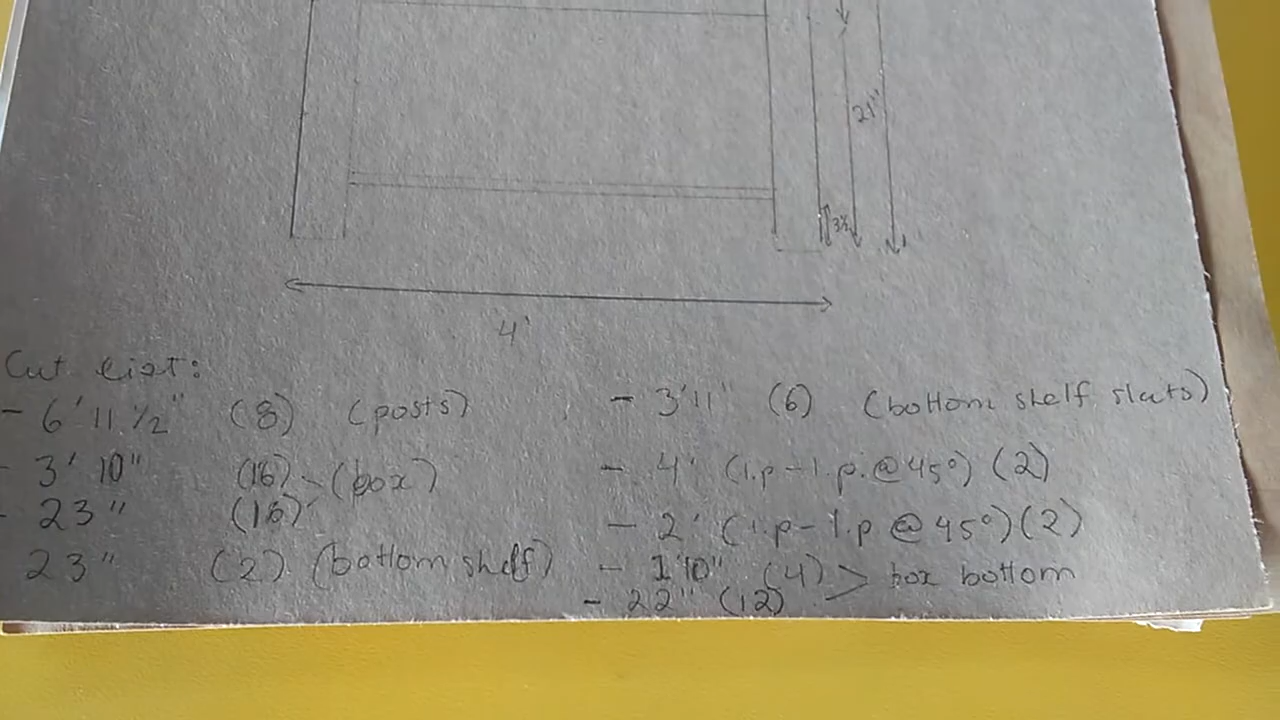 21"
3½
4'
Cut list:
- 6' 11 1/2" (8) (posts)
- 3' 10" (16)
- 23" (16) > (box)
23" (2) (bottom shelf)
- 3' 11" (6) (bottom shelf slats)
- 4' (l.p-l.p. @ 45°) (2)
- 2' (l.p-l.p @ 45°) (2)
- 1'10" (4)
- 22" (12) > box bottom